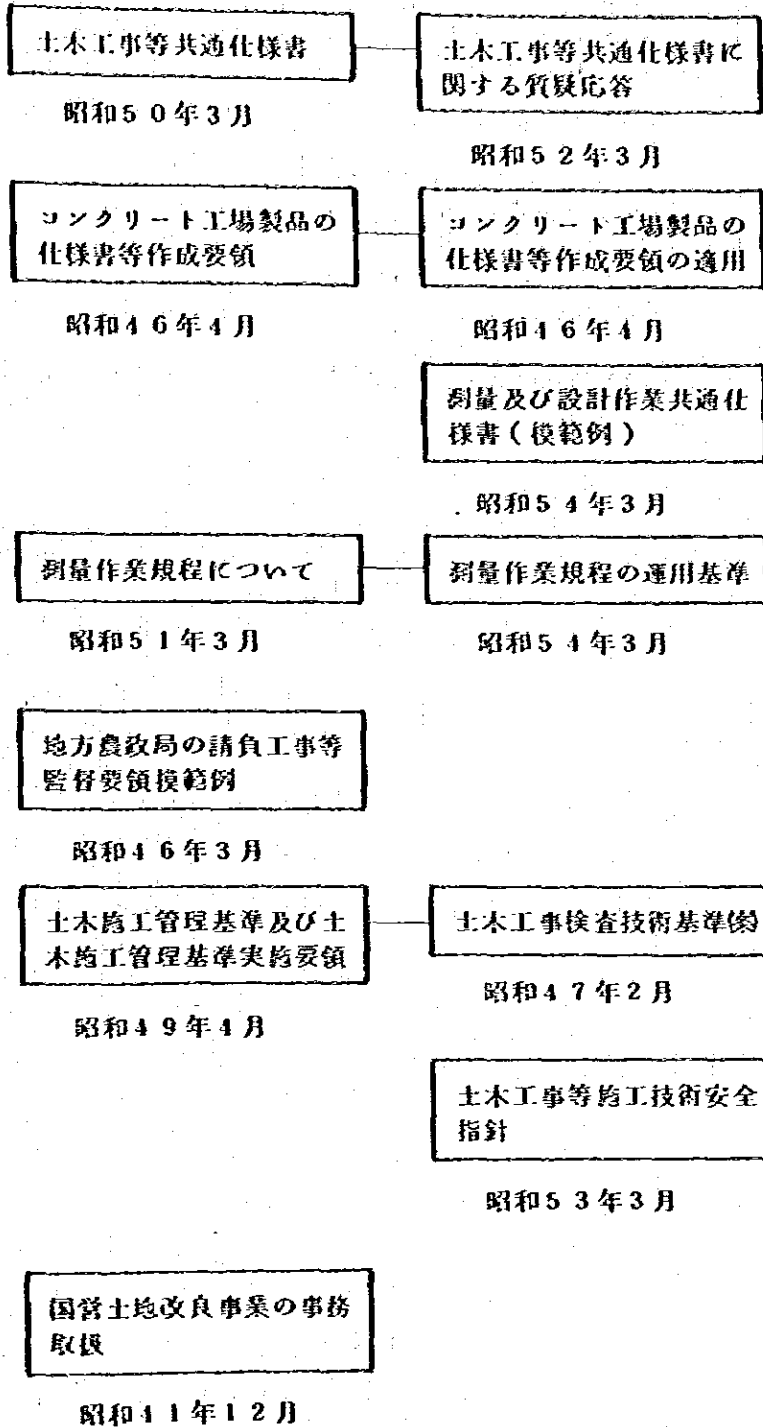 土木工事等共通仕様書
昭和50年3月
土木工事等共通仕様書に
関する質疑応答
昭和52年3月
コンクリート工場製品の
仕様書等作成要領
昭和46年4月
コンクリート工場製品の
仕様書等作成要領の適用
昭和46年4月
測量及び設計作業共通仕
様書(模範例)
昭和54年3月
測量作業規程について
昭和51年3月
測量作業規程の運用基準
昭和54年3月
地方農政局の請負工事等
監督要領模範例
昭和46年3月
土木施工管理基準及び土
木施工管理基準実施要領
昭和49年4月
土木工事検査技術基準(案)
昭和47年2月
土木工事等施工技術安全
指針
昭和53年3月
国営土地改良事業の事務
取扱
昭和41年12月